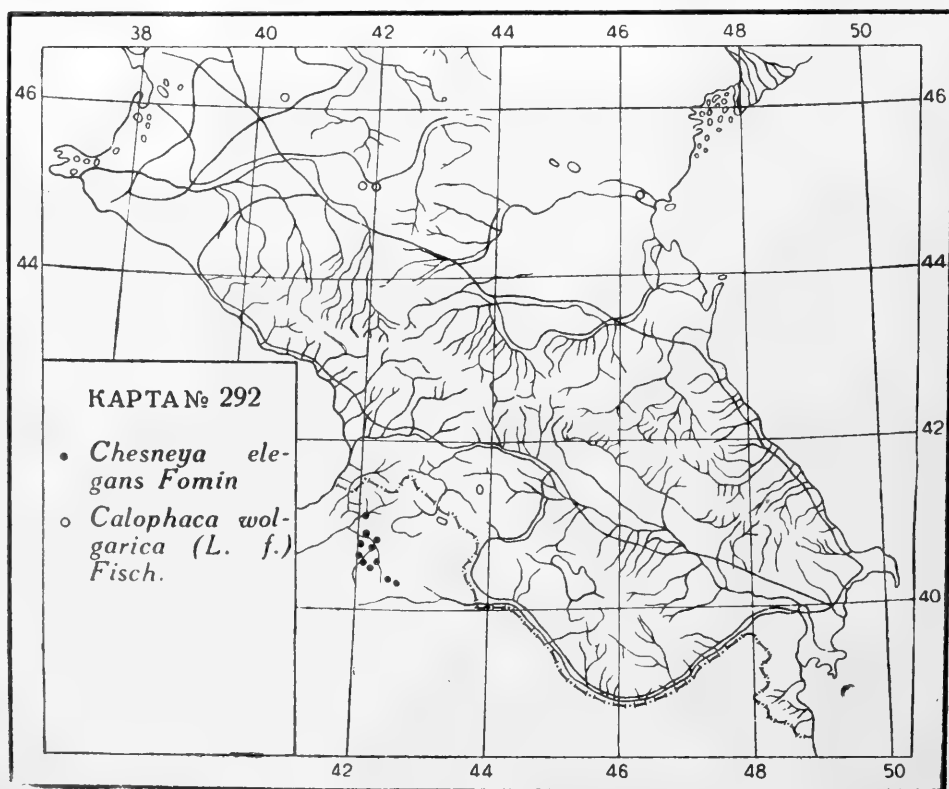 38 40 42 44 46 48 50
46 46
44 44
КАРТА № 292
Chesneya ele-
gans Fomin
42
Calophaca wol-
garica (L. f.)
Fisch.
40
42 44 46 48 50